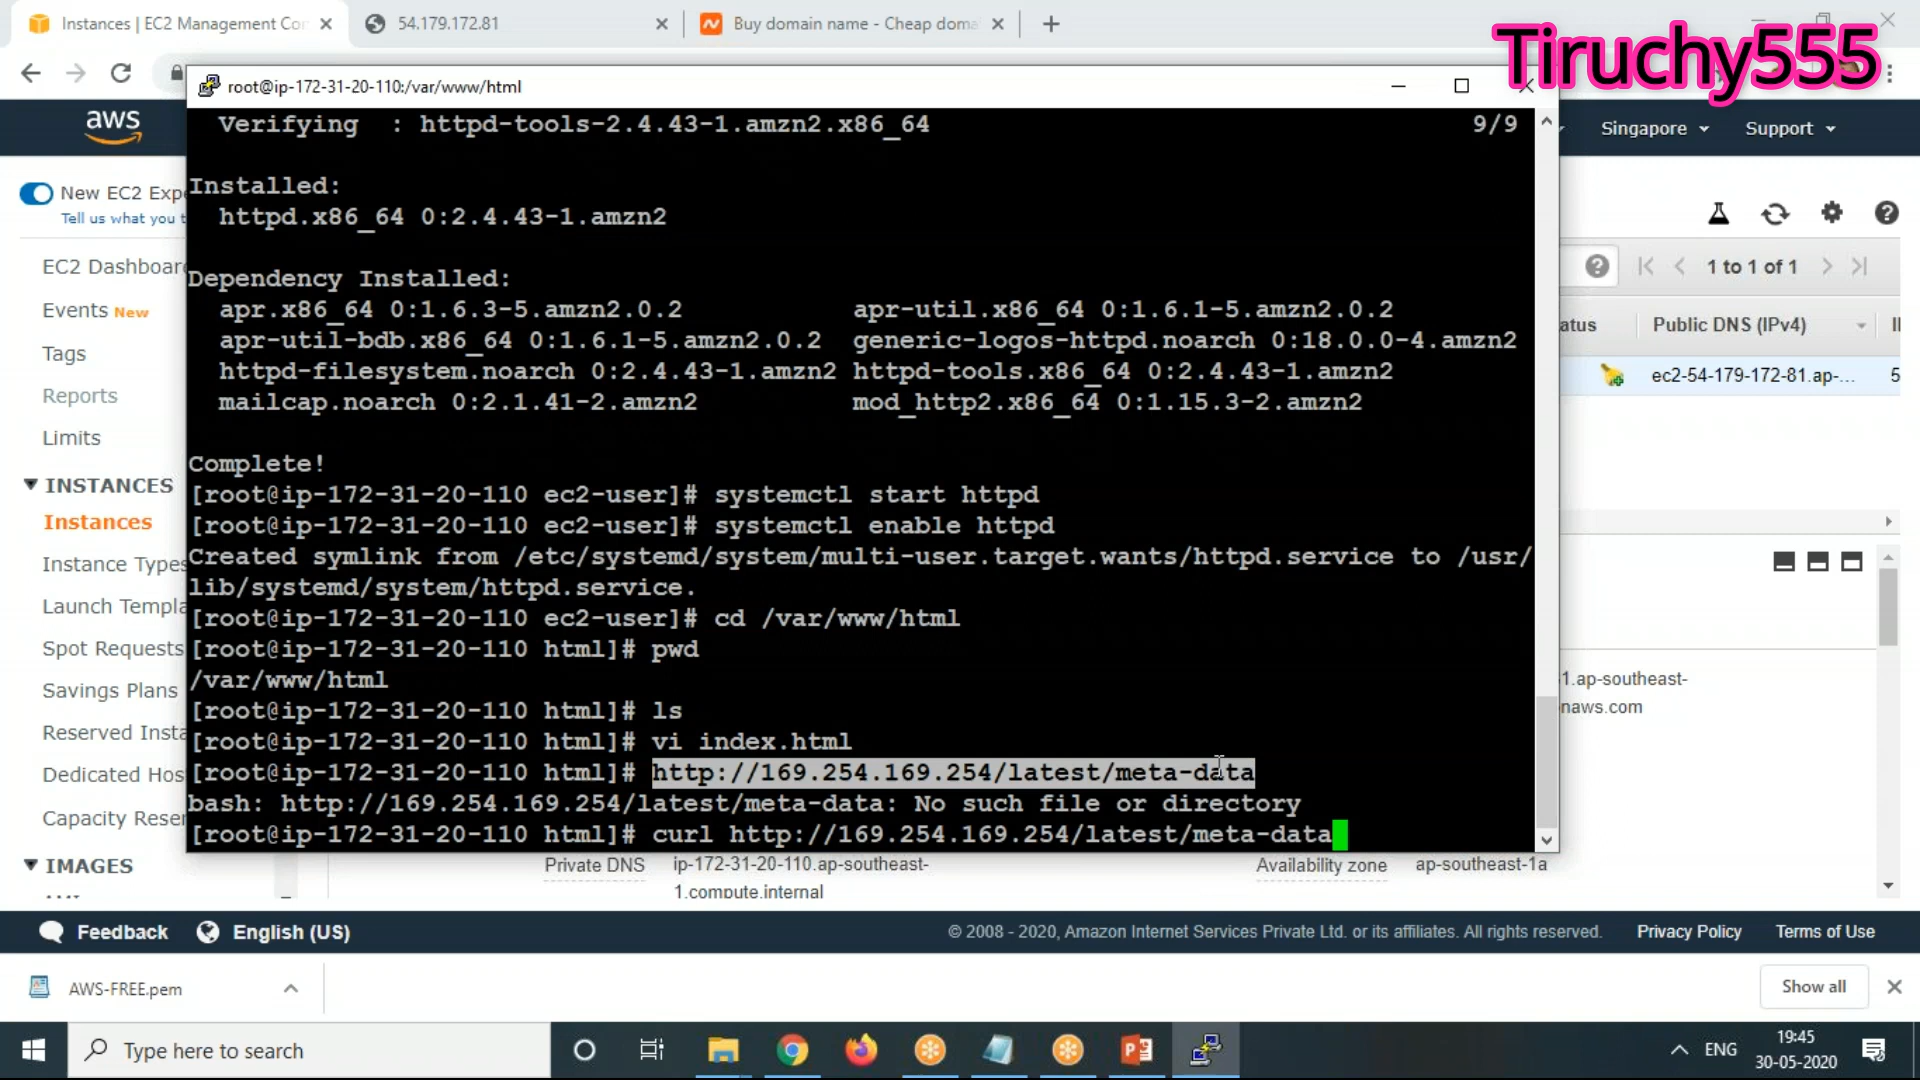 Instances | EC2 Management Con
54.179.172.81
Buy domain name - Cheap doma
Tiruchy555
root@ip-172-31-20-110:/var/www/html
aws
Singapore
Support
Verifying : httpd-tools-2.4.43-1.amzn2.x86_64 9/9
Installed:
httpd.x86_64 0:2.4.43-1.amzn2
Dependency Installed:
apr.x86_64 0:1.6.3-5.amzn2.0.2 apr-util.x86_64 0:1.6.1-5.amzn2.0.2
apr-util-bdb.x86_64 0:1.6.1-5.amzn2.0.2 generic-logos-httpd.noarch 0:18.0.0-4.amzn2
httpd-filesystem.noarch 0:2.4.43-1.amzn2 httpd-tools.x86_64 0:2.4.43-1.amzn2
mailcap.noarch 0:2.1.41-2.amzn2 mod_http2.x86_64 0:1.15.3-2.amzn2
Complete!
[root@ip-172-31-20-110 ec2-user]# systemctl start httpd
[root@ip-172-31-20-110 ec2-user]# systemctl enable httpd
Created symlink from /etc/systemd/system/multi-user.target.wants/httpd.service to /usr/
lib/systemd/system/httpd.service.
[root@ip-172-31-20-110 ec2-user]# cd /var/www/html
[root@ip-172-31-20-110 html]# pwd
/var/www/html
[root@ip-172-31-20-110 html]# ls
[root@ip-172-31-20-110 html]# vi index.html
[root@ip-172-31-20-110 html]# http://169.254.169.254/latest/meta-data
bash: http://169.254.169.254/latest/meta-data: No such file or directory
[root@ip-172-31-20-110 html]# curl http://169.254.169.254/latest/meta-data
New EC2 Expe
Tell us what you t
EC2 Dashboar
Events New
Tags
Reports
Limits
INSTANCES
Instances
Instance Types
Launch Templa
Spot Requests
Savings Plans
Reserved Insta
Dedicated Hos
Capacity Reser
IMAGES
1 to 1 of 1
atus
Public DNS (IPv4)
ec2-54-179-172-81.ap-...
5
1.ap-southeast-
naws.com
Private DNS
ip-172-31-20-110.ap-southeast-
1.compute.internal
Availability zone
ap-southeast-1a
Feedback
English (US)
© 2008 - 2020, Amazon Internet Services Private Ltd. or its affiliates. All rights reserved.
Privacy Policy
Terms of Use
AWS-FREE.pem
Show all
Type here to search
ENG
19:45
30-05-2020